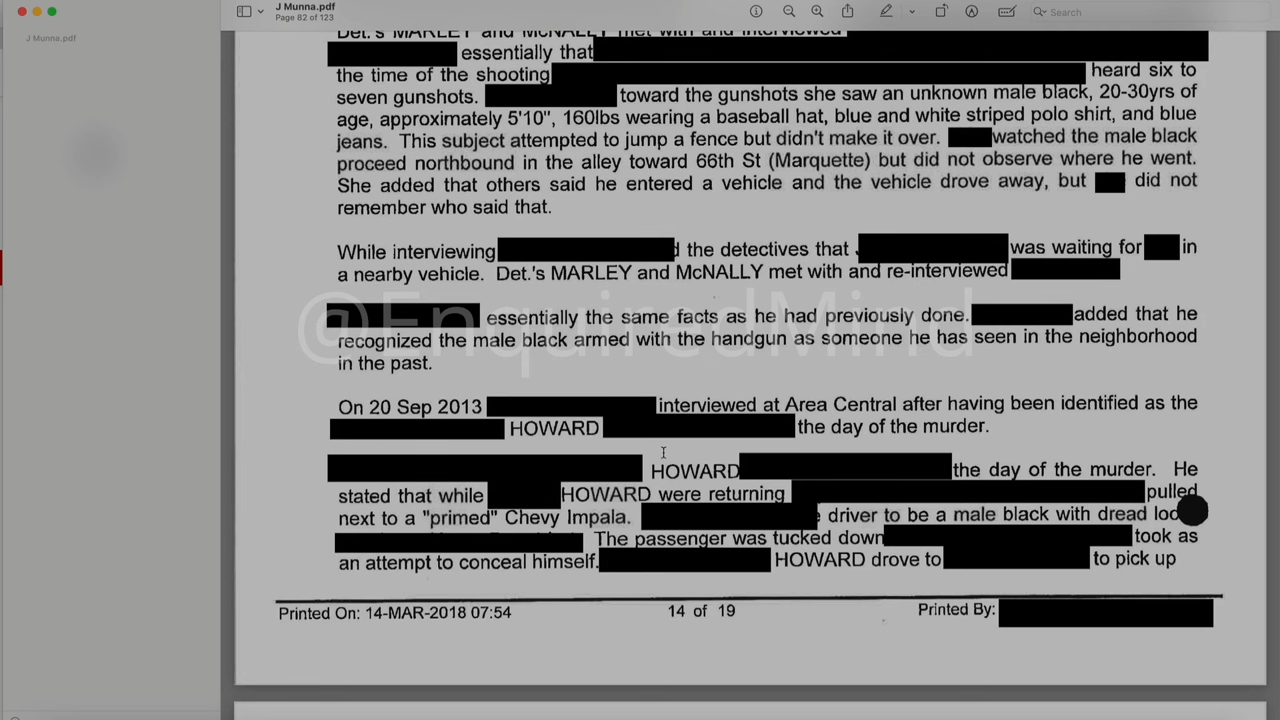 J Munna.pdf
Page 82 of 123
Search
J Munna.pdf
Det.'s MARLEY and McNALLY met with and interviewed
essentially that
the time of the shooting heard six to
seven gunshots. toward the gunshots she saw an unknown male black, 20-30yrs of
age, approximately 5'10", 160lbs wearing a baseball hat, blue and white striped polo shirt, and blue
jeans. This subject attempted to jump a fence but didn't make it over. watched the male black
proceed northbound in the alley toward 66th St (Marquette) but did not observe where he went.
She added that others said he entered a vehicle and the vehicle drove away, but did not
remember who said that.
While interviewing the detectives that was waiting for in
a nearby vehicle. Det.'s MARLEY and McNALLY met with and re-interviewed
@EnquiredMind
essentially the same facts as he had previously done. added that he
recognized the male black armed with the handgun as someone he has seen in the neighborhood
in the past.
On 20 Sep 2013 interviewed at Area Central after having been identified as the
HOWARD the day of the murder.
HOWARD the day of the murder. He
stated that while HOWARD were returning pulled
next to a "primed" Chevy Impala. driver to be a male black with dread
The passenger was tucked down took as
an attempt to conceal himself. HOWARD drove to to pick up
Printed On: 14-MAR-2018 07:54 14 of 19 Printed By: